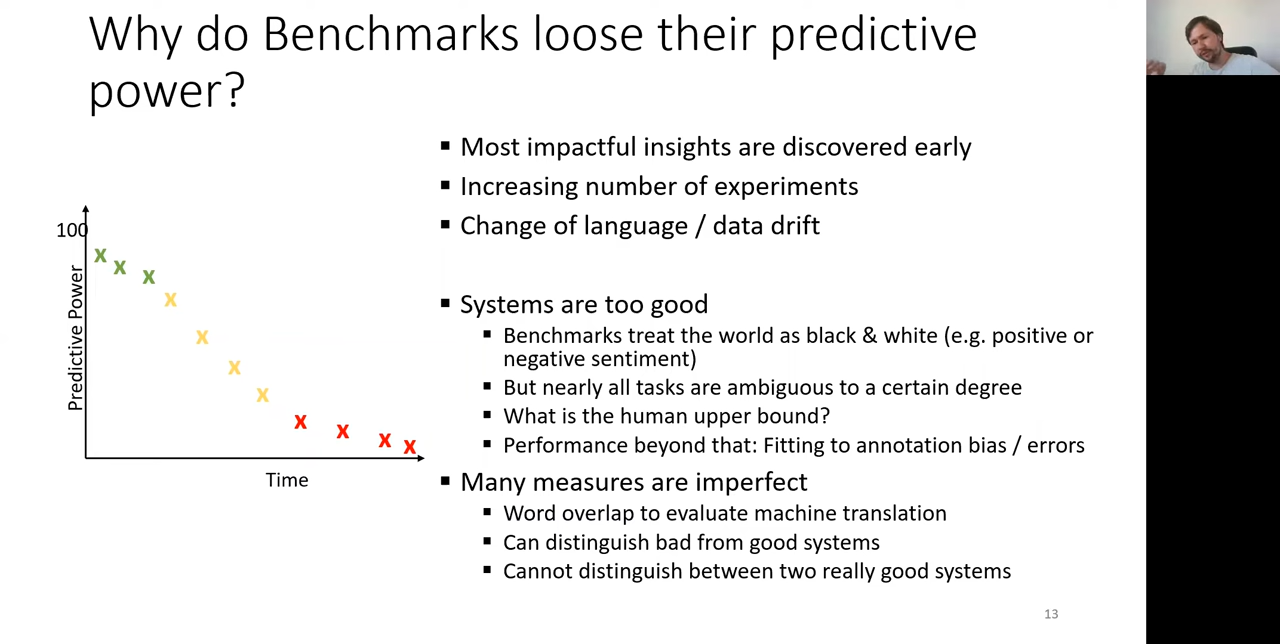 Why do Benchmarks loose their predictive
power?
100
Predictive Power
x x x x x x x x x x x
Time
▪ Most impactful insights are discovered early
▪ Increasing number of experiments
▪ Change of language / data drift
▪ Systems are too good
▪ Benchmarks treat the world as black & white (e.g. positive or
negative sentiment)
▪ But nearly all tasks are ambiguous to a certain degree
▪ What is the human upper bound?
▪ Performance beyond that: Fitting to annotation bias / errors
▪ Many measures are imperfect
▪ Word overlap to evaluate machine translation
▪ Can distinguish bad from good systems
▪ Cannot distinguish between two really good systems
13